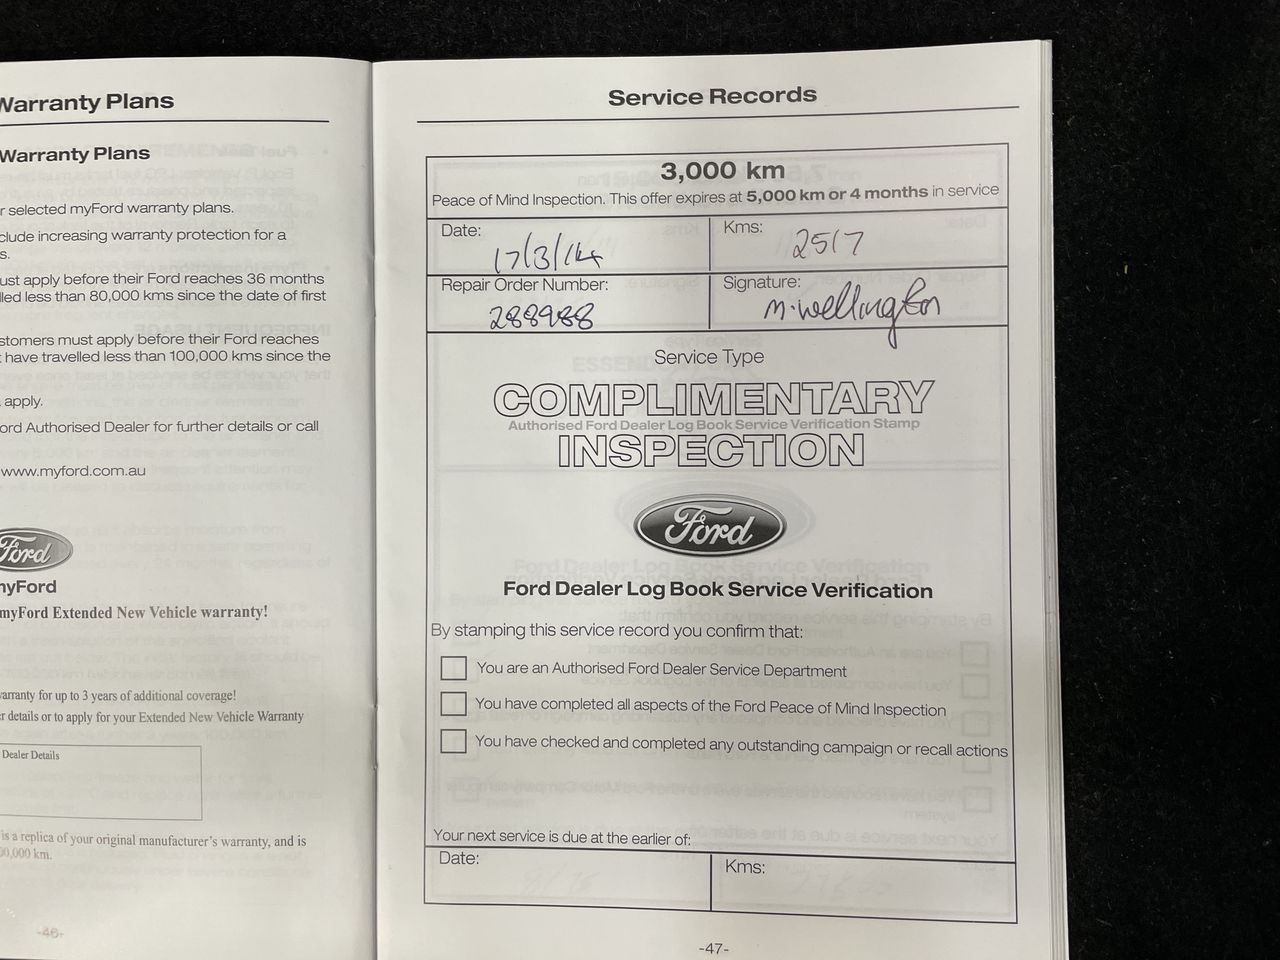 Warranty Plans
Warranty Plans
r selected myFord warranty plans.
clude increasing warranty protection for a
s.
ust apply before their Ford reaches 36 months
lled less than 80,000 kms since the date of first
stomers must apply before their Ford reaches
t have travelled less than 100,000 kms since the
apply.
ord Authorised Dealer for further details or call
www.myford.com.au
Ford
myFord
myFord Extended New Vehicle warranty!
arranty for up to 3 years of additional coverage!
er details or to apply for your Extended New Vehicle Warranty
Dealer Details
is a replica of your original manufacturer's warranty, and is
00,000 km.
-46-
Service Records
3,000 km
Peace of Mind Inspection. This offer expires at 5,000 km or 4 months in service
Date: 17/3/14
Kms: 2517
Repair Order Number: 288988
Signature: M. Wellington
Service Type
COMPLIMENTARY
Authorised Ford Dealer Log Book Service Verification Stamp
INSPECTION
Ford
Ford Dealer Log Book Service Verification
By stamping this service record you confirm that:
You are an Authorised Ford Dealer Service Department
You have completed all aspects of the Ford Peace of Mind Inspection
You have checked and completed any outstanding campaign or recall actions
Your next service is due at the earlier of:
Date:
Kms:
-47-